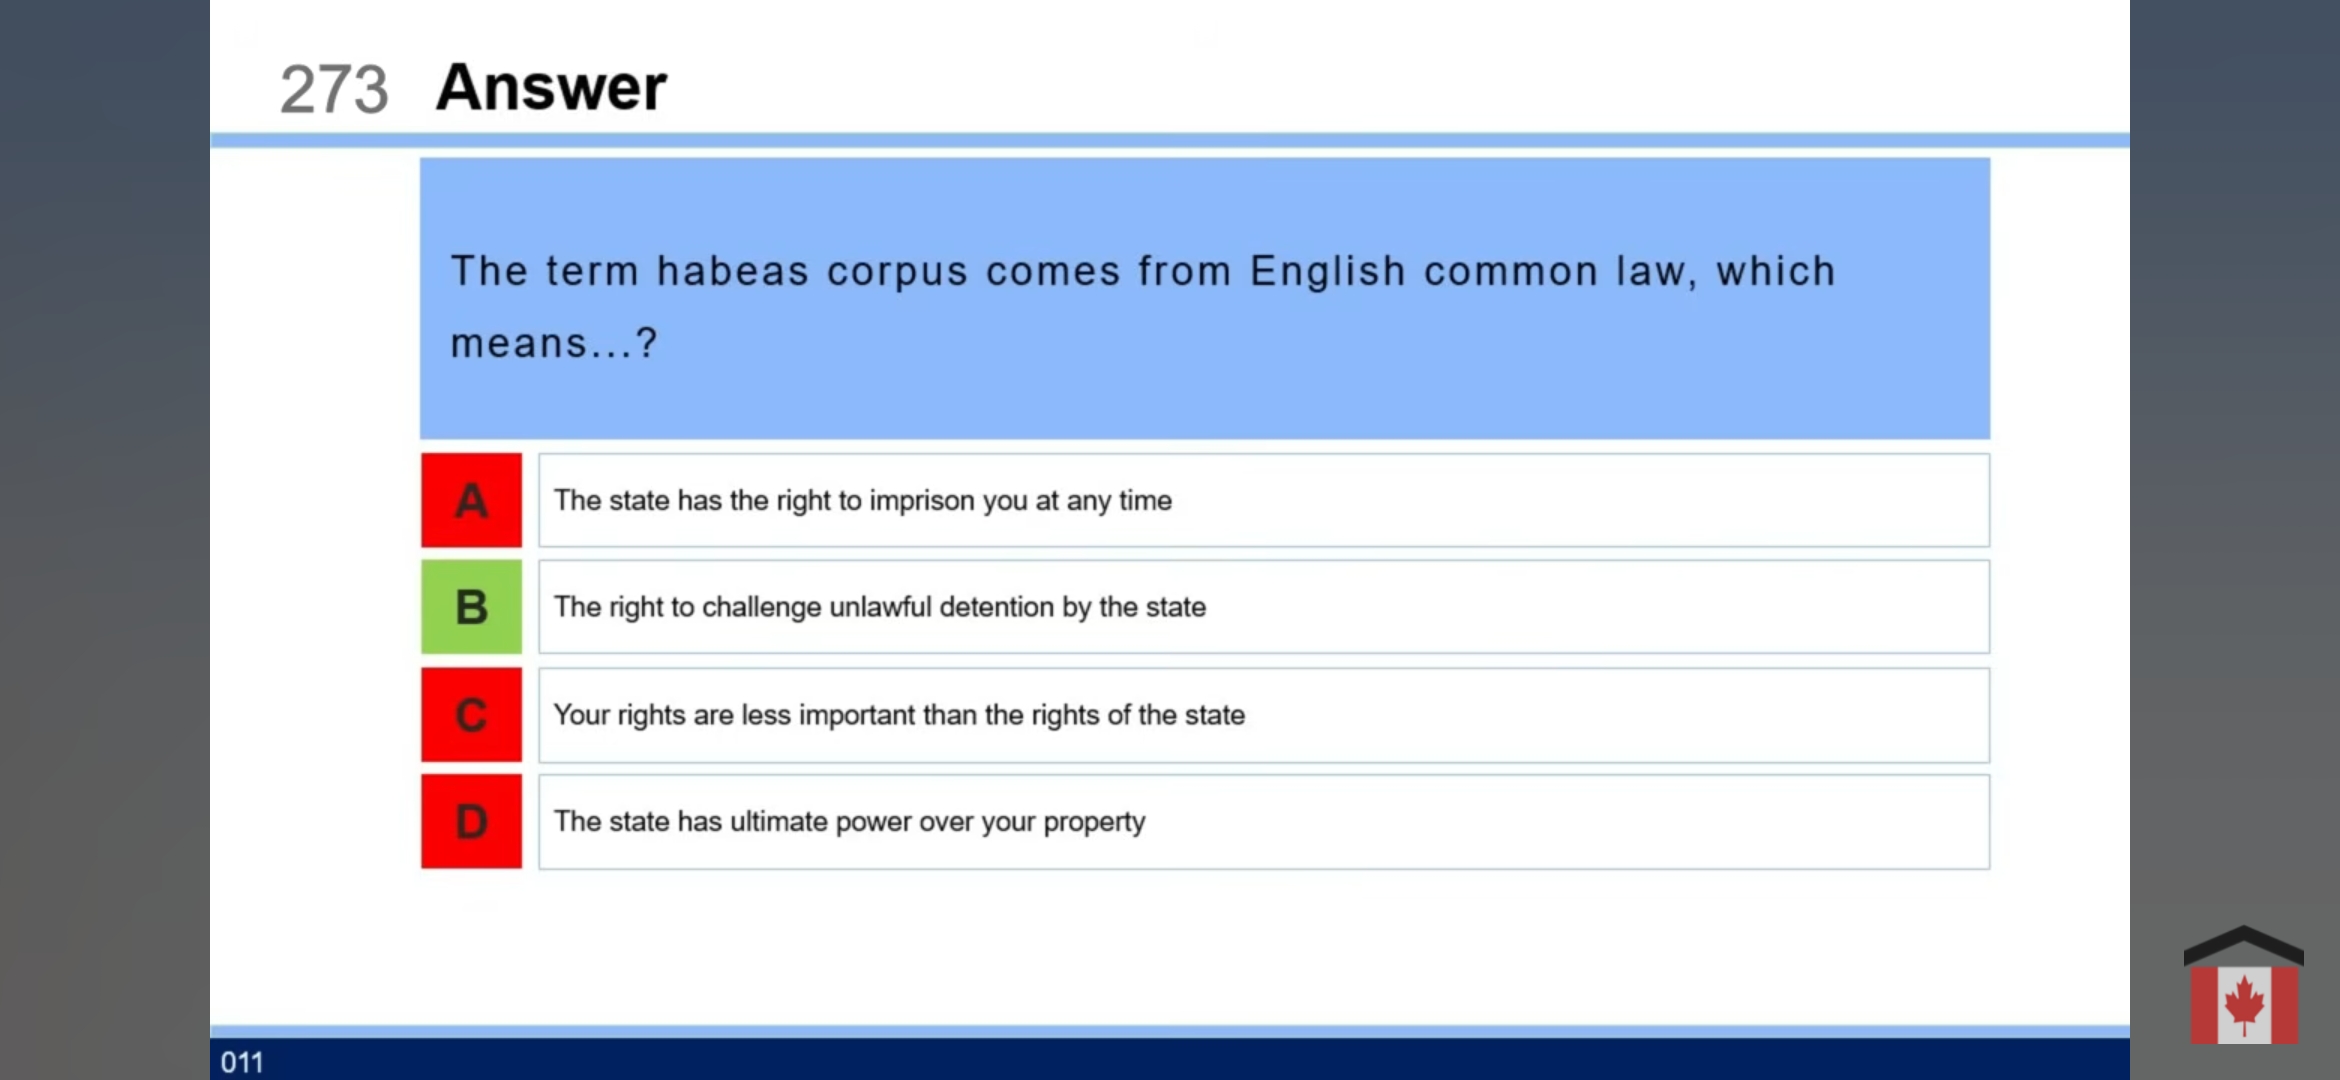 273 Answer
The term habeas corpus comes from English common law, which
means...?
A The state has the right to imprison you at any time
B The right to challenge unlawful detention by the state
C Your rights are less important than the rights of the state
D The state has ultimate power over your property
011